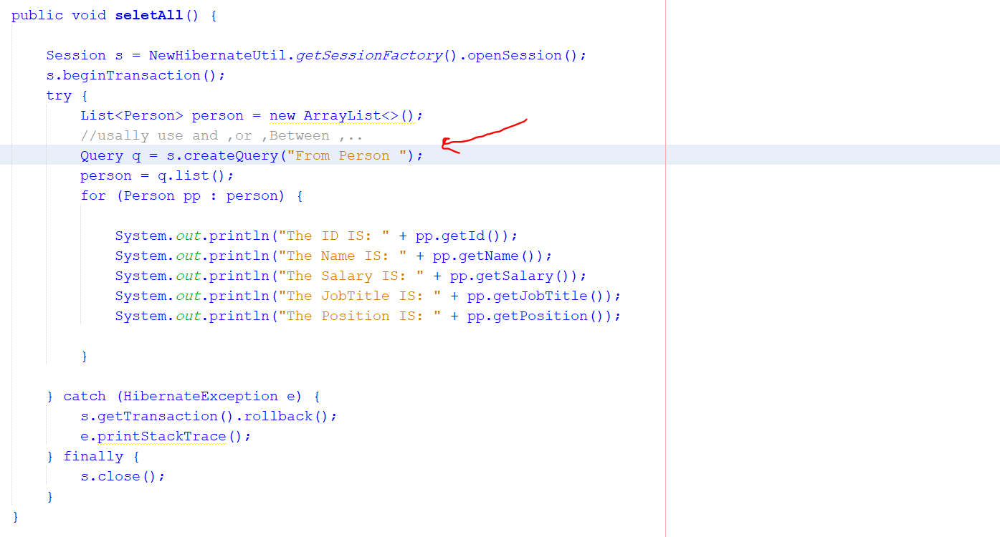 public void seletAll() {
Session s = NewHibernateUtil.getSessionFactory().openSession();
s.beginTransaction();
try {
List<Person> person = new ArrayList<>();
//usally use and ,or ,Between ,..
Query q = s.createQuery("From Person ");
person = q.list();
for (Person pp : person) {
System.out.println("The ID IS: " + pp.getId());
System.out.println("The Name IS: " + pp.getName());
System.out.println("The Salary IS: " + pp.getSalary());
System.out.println("The JobTitle IS: " + pp.getJobTitle());
System.out.println("The Position IS: " + pp.getPosition());
}
} catch (HibernateException e) {
s.getTransaction().rollback();
e.printStackTrace();
} finally {
s.close();
}
}